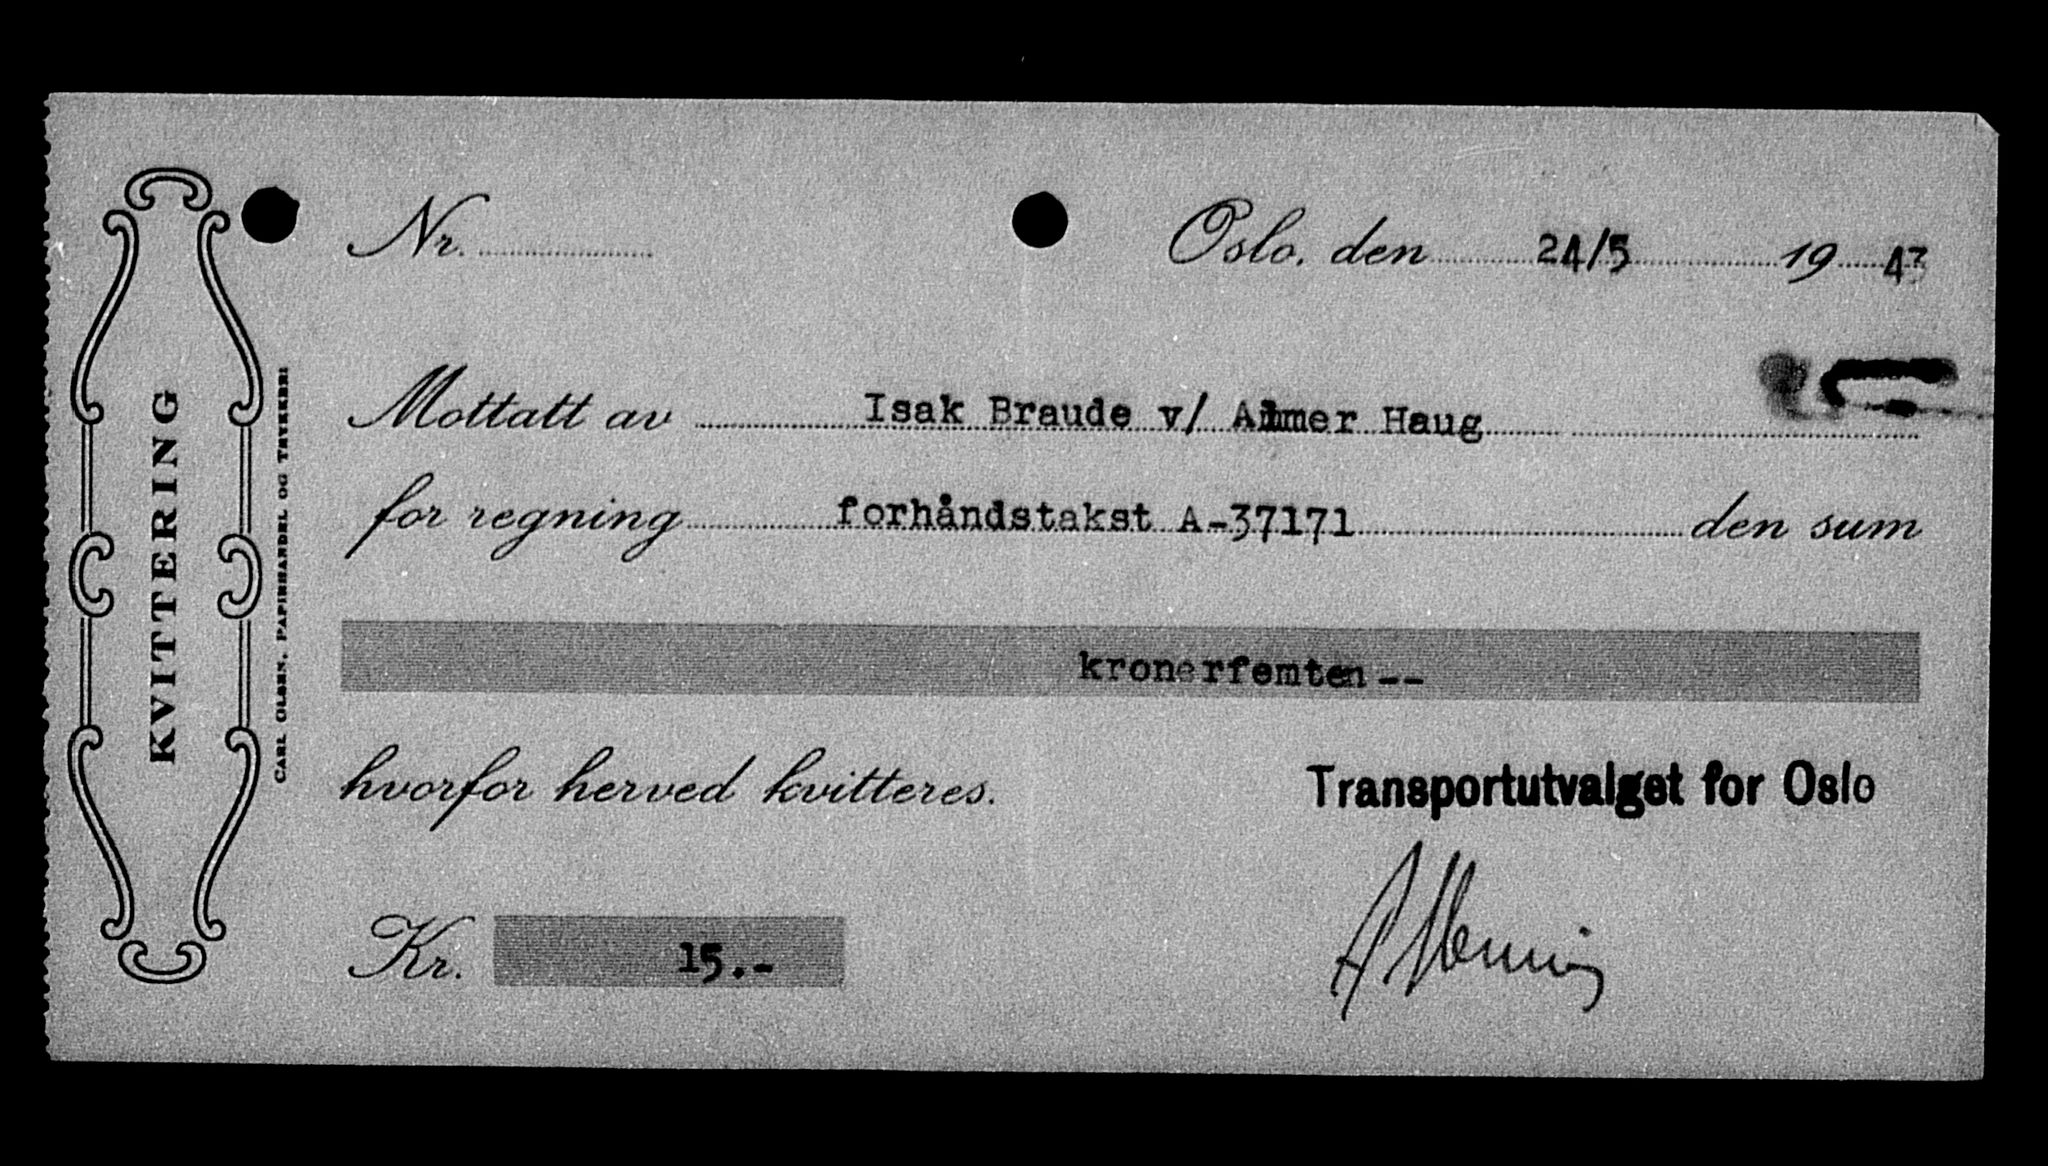 KVITTERING
CARL OLSEN, PAPIRHANDEL OG TRYKKERI
Nr.
Oslo, den 24/5 19 43
Mottatt av Isak Braude v/ Aimmer Haug
for regning forhåndstakst A-37171 den sum
kronerfemten--
hvorfor herved kvitteres.
Transportutvalget for Oslo
Kr. 15.-